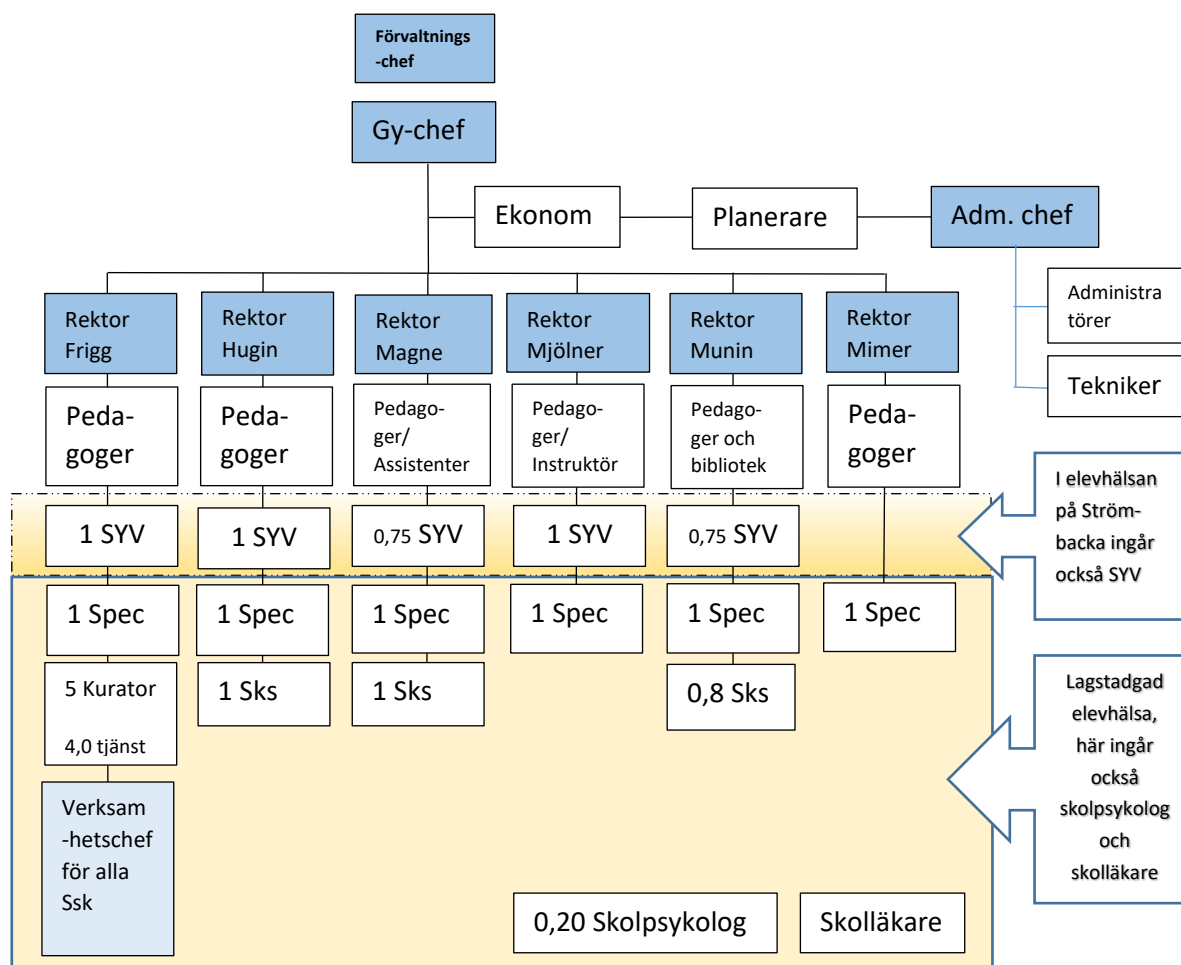 Förvaltnings
-chef
Gy-chef
Ekonom
Planerare
Adm. chef
Administra
törer
Tekniker
Rektor
Frigg
Rektor
Hugin
Rektor
Magne
Rektor
Mjölner
Rektor
Munin
Rektor
Mimer
Peda-
goger
Peda-
goger
Pedago-
ger/
Assistenter
Pedago-
ger/
Instruktör
Pedago-
ger och
bibliotek
Peda-
goger
I elevhälsan
på Ström-
backa ingår
också SYV
1 SYV
1 SYV
0,75 SYV
1 SYV
0,75 SYV
1 Spec
1 Spec
1 Spec
1 Spec
1 Spec
1 Spec
5 Kurator
4,0 tjänst
1 Sks
1 Sks
0,8 Sks
Lagstadgad
elevhälsa,
här ingår
också
skolpsykolog
och
skolläkare
Verksam
-hetschef
för alla
Ssk
0,20 Skolpsykolog
Skolläkare